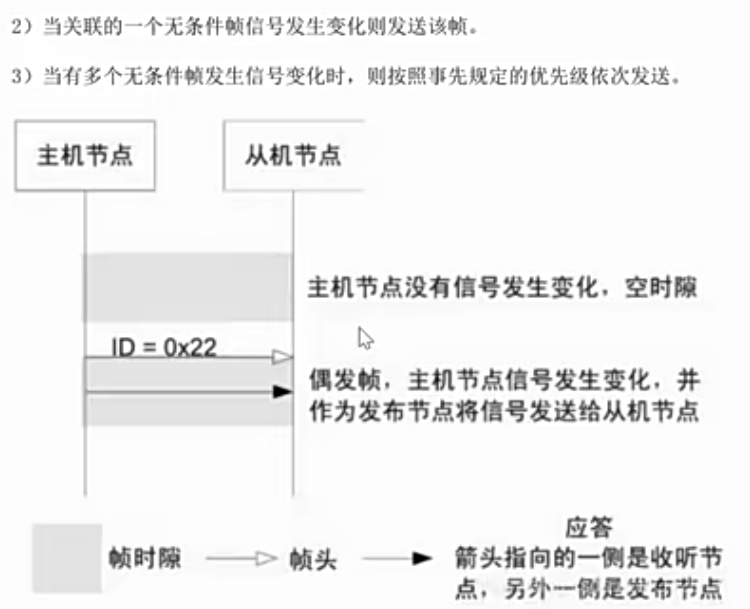 2）当关联的一个无条件帧信号发生变化则发送该帧。
3）当有多个无条件帧发生信号变化时，则按照事先规定的优先级依次发送。
主机节点
从机节点
主机节点没有信号发生变化，空时隙
ID = 0x22
偶发帧，主机节点信号发生变化，并
作为发布节点将信号发送给从机节点
帧时隙
帧头
应答
箭头指向的一侧是收听节
点，另外一侧是发布节点